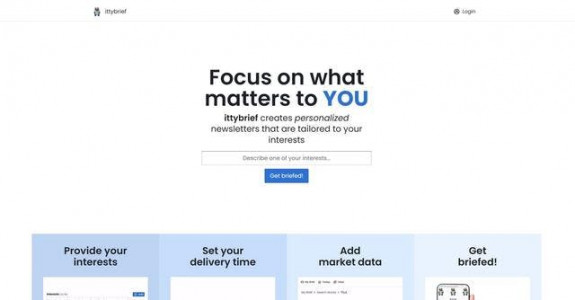 ittybrief
Login
Focus on what
matters to YOU
ittybrief creates personalized
newsletters that are tailored to your
interests
Describe one of your interests...
Get briefed!
Provide your
interests
Set your
delivery time
Add
market data
Get
briefed!